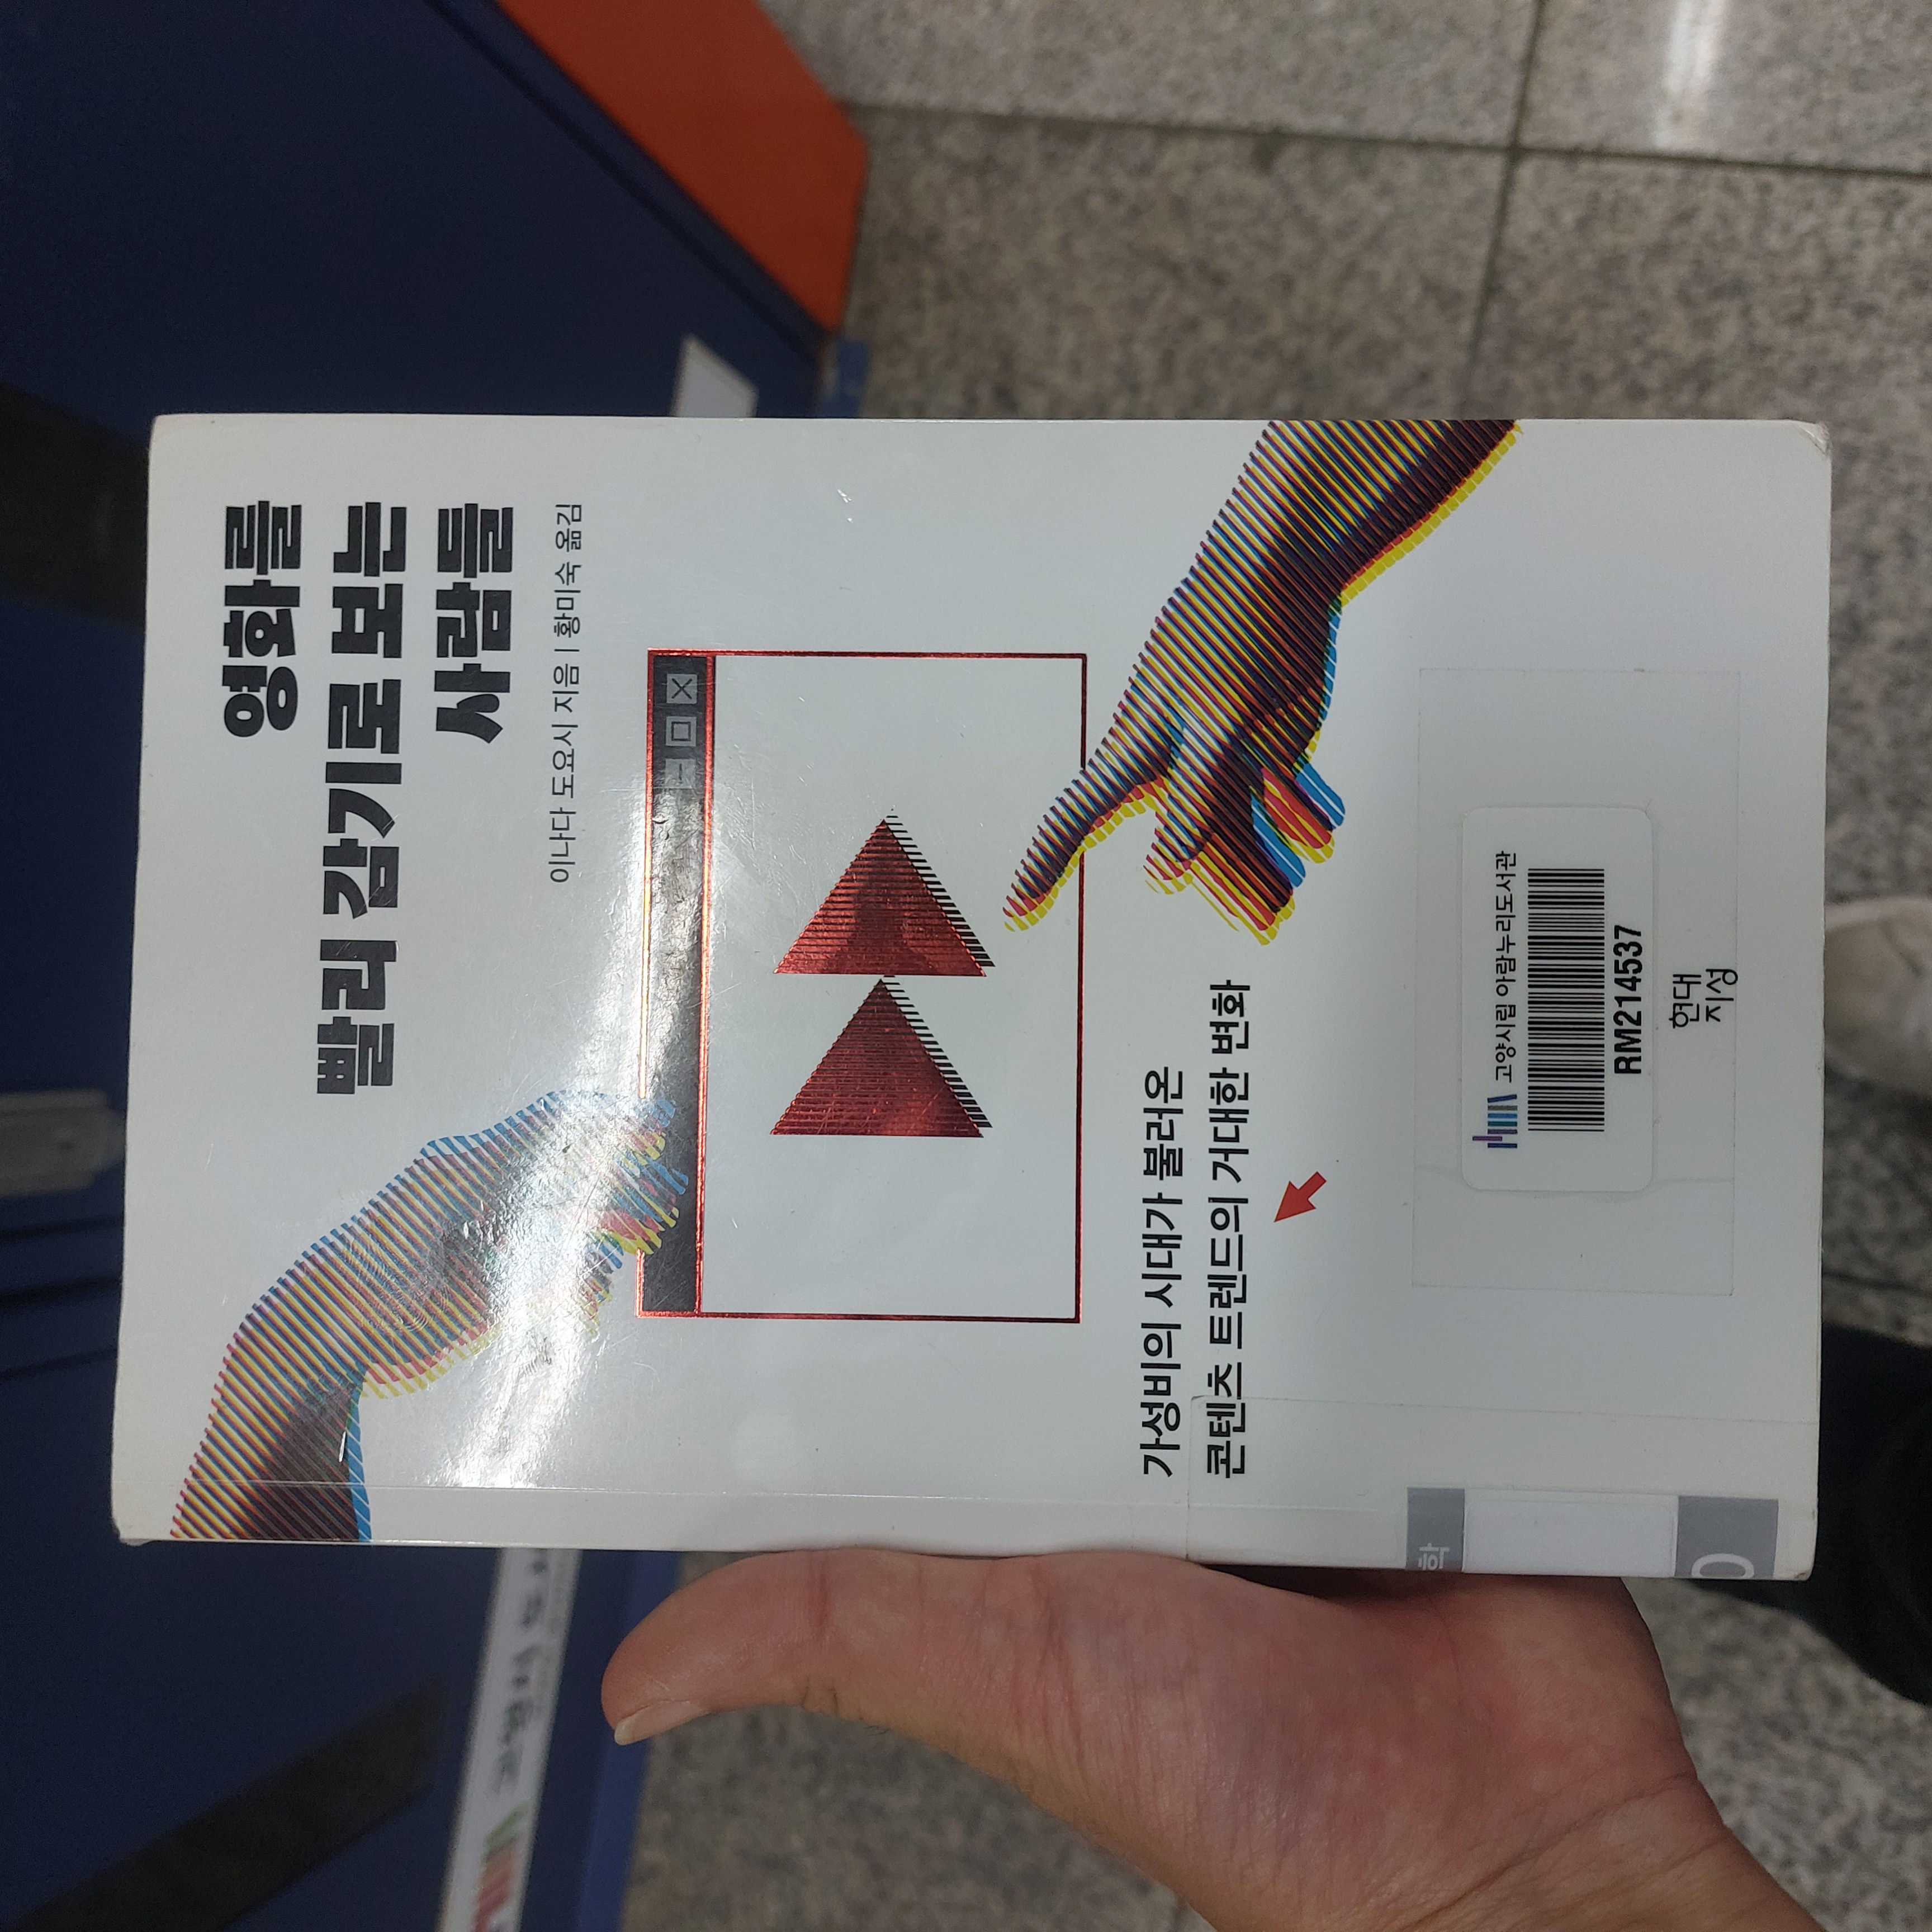 영화를
빨리 감기로 보는
사람들
이나다 도요시 지음 | 황미숙 옮김
가성비의 시대가 불러온
콘텐츠 트렌드의 거대한 변화
고양시립 아람누리도서관
RM214537
현대
지성
학